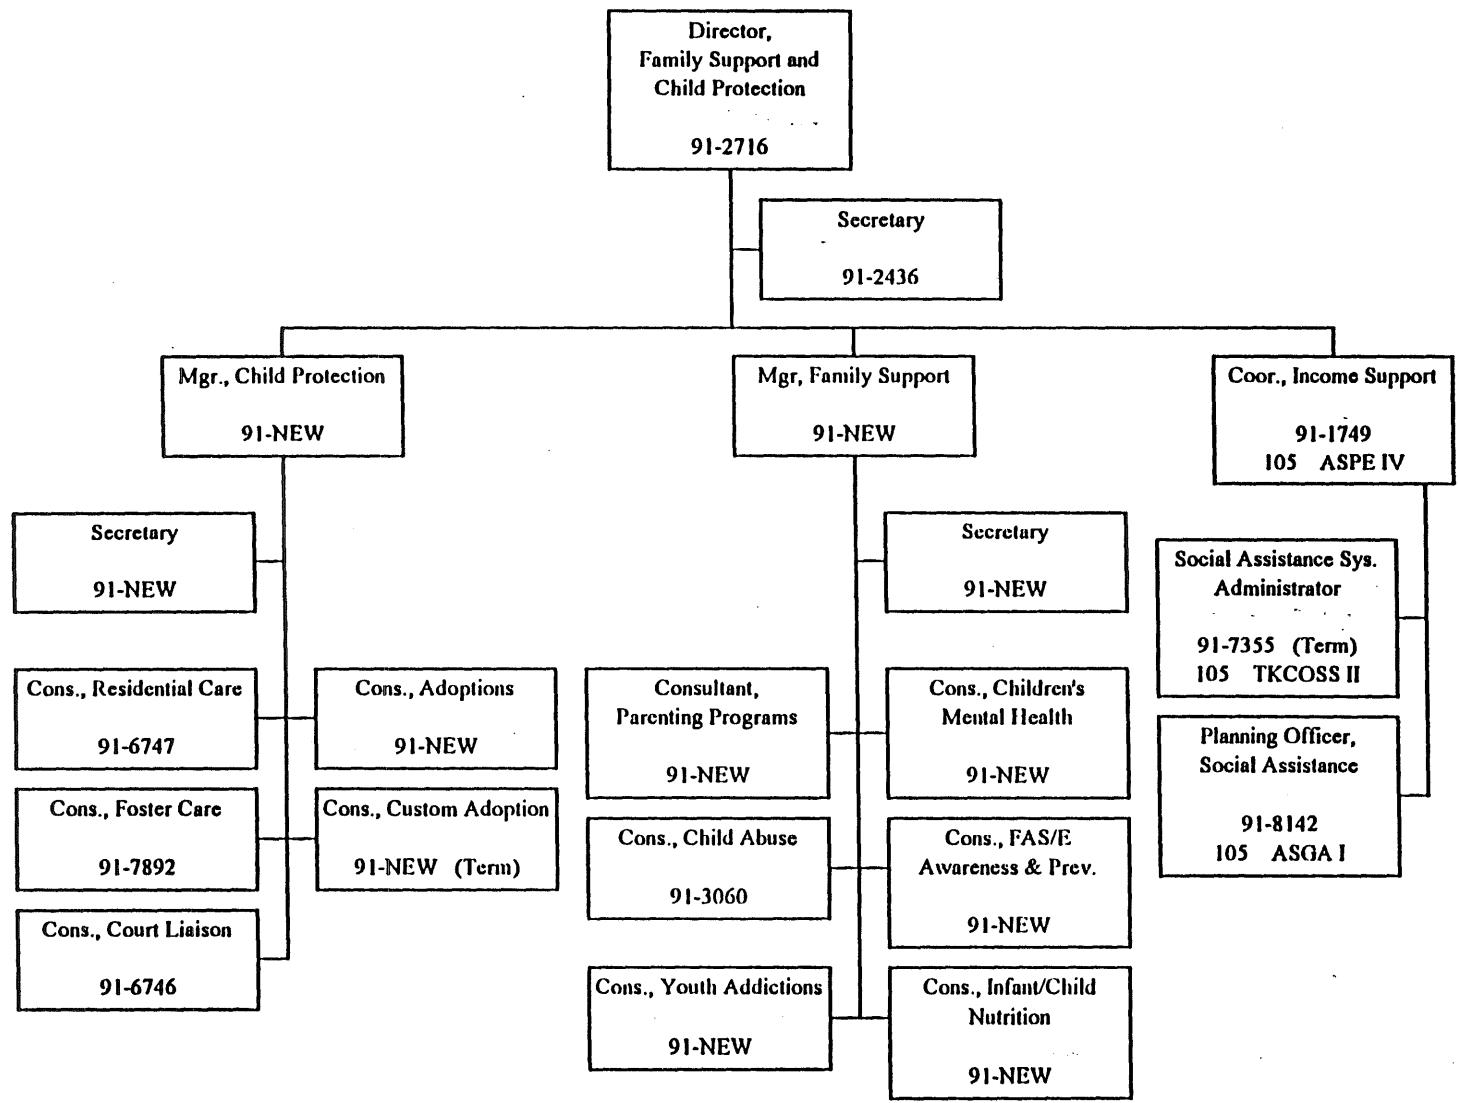 Director,
Family Support and
Child Protection
91-2716
Secretary
91-2436
Mgr., Child Protection
91-NEW
Mgr, Family Support
91-NEW
Coor., Income Support
91-1749
105 ASPE IV
Secretary
91-NEW
Cons., Residential Care
91-6747
Cons., Adoptions
91-NEW
Cons., Foster Care
91-7892
Cons., Custom Adoption
91-NEW (Term)
Cons., Court Liaison
91-6746
Secretary
91-NEW
Consultant,
Parenting Programs
91-NEW
Cons., Children's
Mental Health
91-NEW
Cons., Child Abuse
91-3060
Cons., FAS/E
Awareness & Prev.
91-NEW
Cons., Youth Addictions
91-NEW
Cons., Infant/Child
Nutrition
91-NEW
Social Assistance Sys.
Administrator
91-7355 (Term)
105 TKCOSS II
Planning Officer,
Social Assistance
91-8142
105 ASGA I